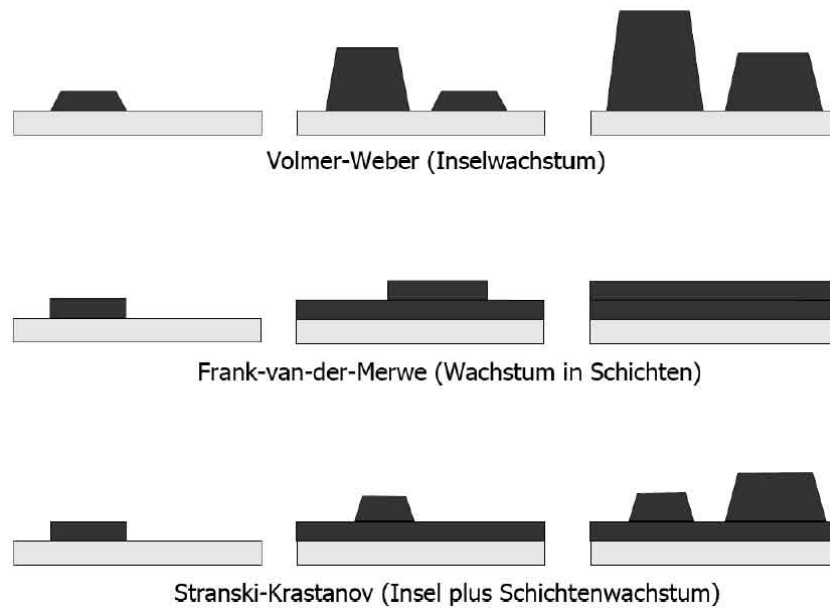 Volmer-Weber (Inselwachstum)
Frank-van-der-Merwe (Wachstum in Schichten)
Stranski-Krastanov (Insel plus Schichtenwachstum)